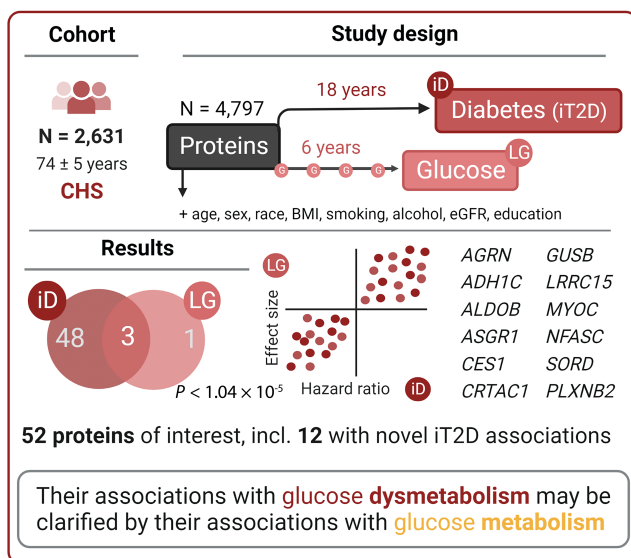 Cohort
Study design
N = 2,631
74 ± 5 years
CHS
N = 4,797
Proteins
18 years
iD
Diabetes (iT2D)
6 years
G G G G
Glucose
LG
+ age, sex, race, BMI, smoking, alcohol, eGFR, education
Results
iD
LG
48 3 1
P < 1.04 × 10⁻⁵
LG
Effect size
Hazard ratio
iD
AGRN GUSB
ADH1C LRRC15
ALDOB MYOC
ASGR1 NFASC
CES1 SORD
CRTAC1 PLXNB2
52 proteins of interest, incl. 12 with novel iT2D associations
Their associations with glucose dysmetabolism may be
clarified by their associations with glucose metabolism